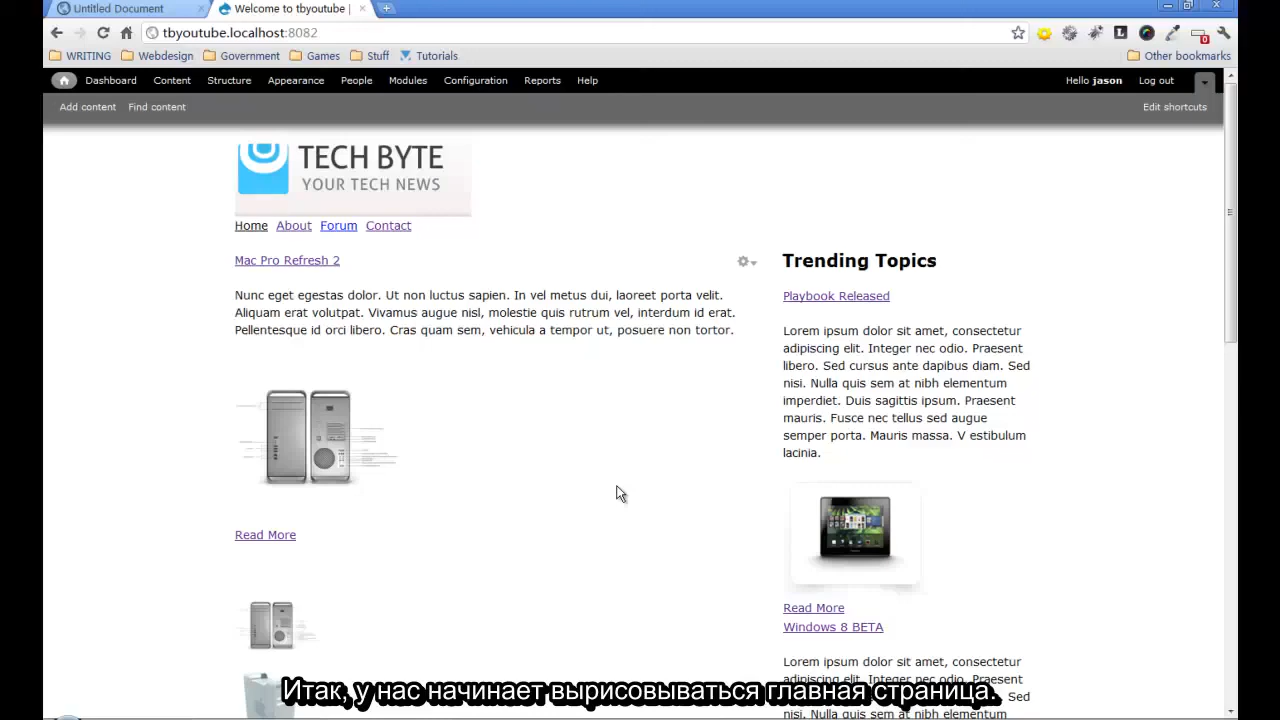 Untitled Document
Welcome to tbyoutube |
tbyoutube.localhost:8082
WRITING Webdesign Government Games Stuff Tutorials Other bookmarks
Dashboard Content Structure Appearance People Modules Configuration Reports Help Hello jason Log out
Add content Find content Edit shortcuts
TECH BYTE
YOUR TECH NEWS
Home About Forum Contact
Mac Pro Refresh 2
Nunc eget egestas dolor. Ut non luctus sapien. In vel metus dui, laoreet porta velit.
Aliquam erat volutpat. Vivamus augue nisl, molestie quis rutrum vel, interdum id erat.
Pellentesque id orci libero. Cras quam sem, vehicula a tempor ut, posuere non tortor.
Read More
Trending Topics
Playbook Released
Lorem ipsum dolor sit amet, consectetur
adipiscing elit. Integer nec odio. Praesent
libero. Sed cursus ante dapibus diam. Sed
nisi. Nulla quis sem at nibh elementum
imperdiet. Duis sagittis ipsum. Praesent
mauris. Fusce nec tellus sed augue
semper porta. Mauris massa. V estibulum
lacinia.
Read More
Windows 8 BETA
Lorem ipsum dolor sit amet, consectetur
Итак, у нас начинает вырисовываться главная страница.